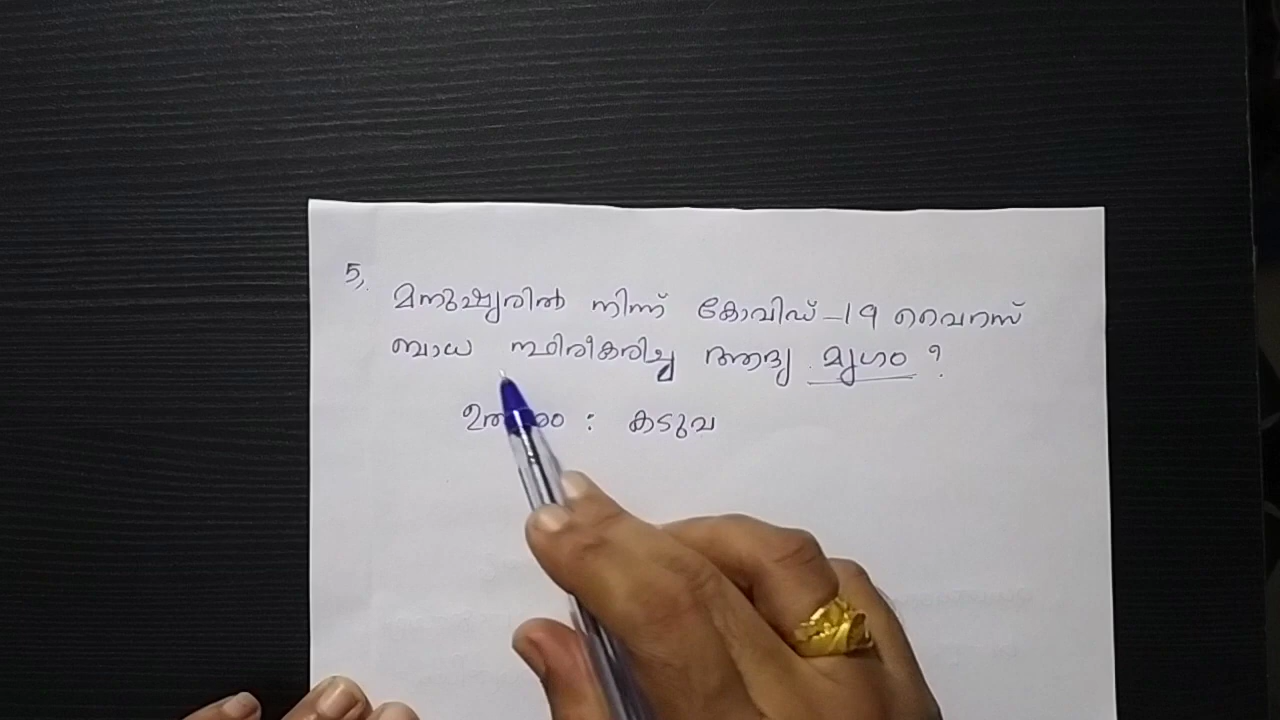 5, മനുഷ്യരിൽ നിന്ന് കോവിഡ് -19 വൈറസ്
ബാധ സ്ഥിരീകരിച്ച ആദ്യ മൃഗം ?
: കടുവ